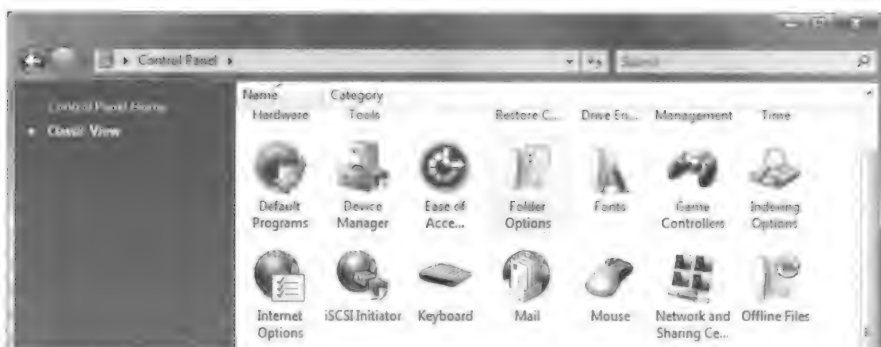 Control Panel
Search
Control Panel Home
Classic View
Name Category
Hardware Tools Restore C... Drive En... Management Time
Default Device Ease of Folder Fonts Game Indexing
Programs Manager Acce... Options Controllers Options
Internet iSCSI Initiator Keyboard Mail Mouse Network and Offline Files
Options Sharing Ce...